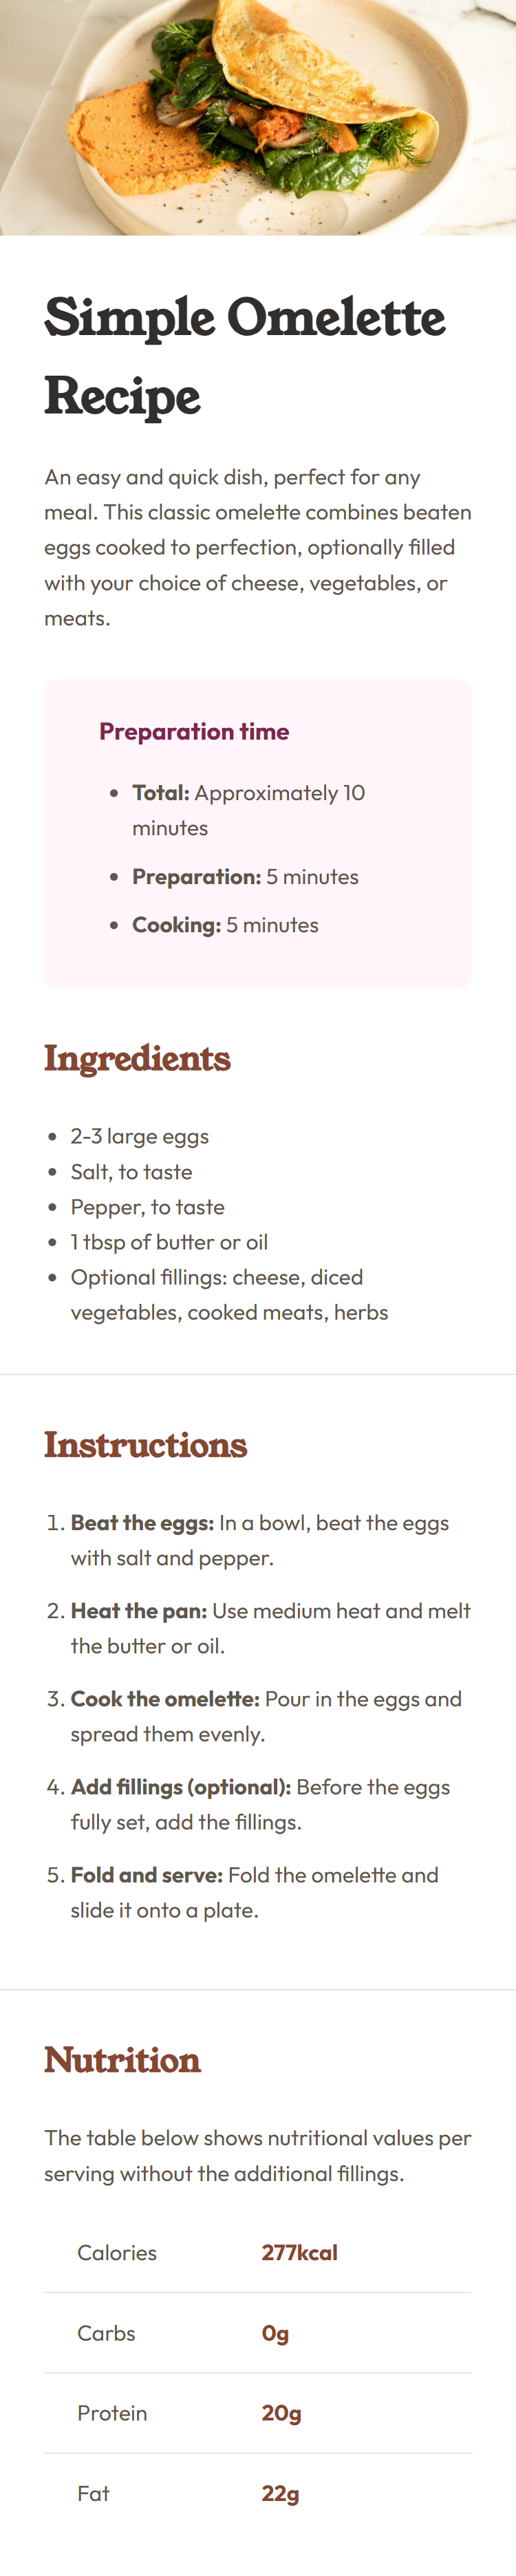 Simple Omelette
Recipe
An easy and quick dish, perfect for any
meal. This classic omelette combines beaten
eggs cooked to perfection, optionally filled
with your choice of cheese, vegetables, or
meats.
Preparation time
• Total: Approximately 10
minutes
• Preparation: 5 minutes
• Cooking: 5 minutes
Ingredients
• 2-3 large eggs
• Salt, to taste
• Pepper, to taste
• 1 tbsp of butter or oil
• Optional fillings: cheese, diced
vegetables, cooked meats, herbs
Instructions
1. Beat the eggs: In a bowl, beat the eggs
with salt and pepper.
2. Heat the pan: Use medium heat and melt
the butter or oil.
3. Cook the omelette: Pour in the eggs and
spread them evenly.
4. Add fillings (optional): Before the eggs
fully set, add the fillings.
5. Fold and serve: Fold the omelette and
slide it onto a plate.
Nutrition
The table below shows nutritional values per
serving without the additional fillings.
Calories 277kcal
Carbs 0g
Protein 20g
Fat 22g